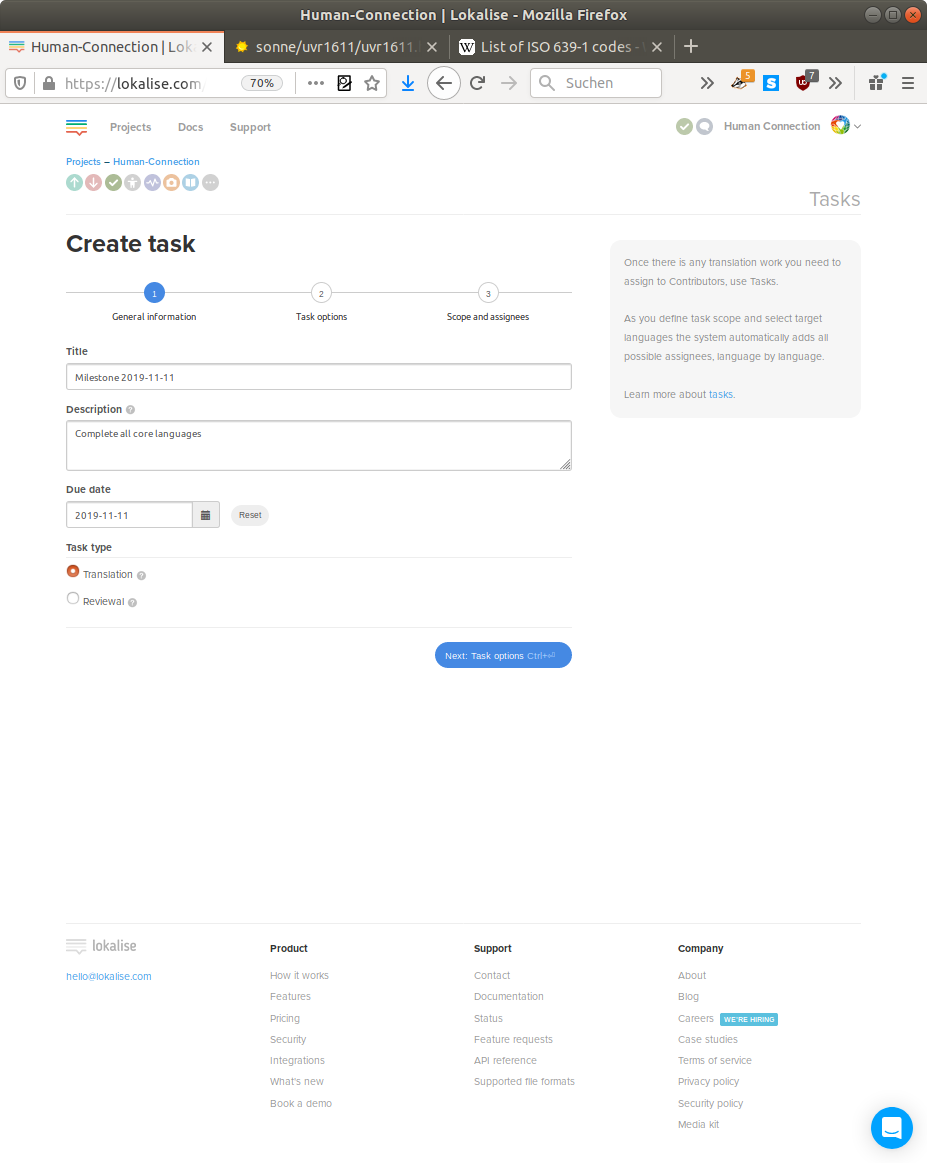 Human-Connection | Lokalise - Mozilla Firefox
Human-Connection | Lok
sonne/uvr1611/uvr1611.
List of ISO 639-1 codes -
https://lokalise.com/
70%
Suchen
5
7
Projects
Docs
Support
Human Connection
Projects – Human-Connection
Tasks
Create task
1
2
3
General information
Task options
Scope and assignees
Title
Milestone 2019-11-11
Description ?
Complete all core languages
Due date
2019-11-11
Reset
Task type
Translation ?
Reviewal ?
Next: Task options Ctrl+⏎
Once there is any translation work you need to
assign to Contributors, use Tasks.
As you define task scope and select target
languages the system automatically adds all
possible assignees, language by language.
Learn more about tasks.
lokalise
hello@lokalise.com
Product
How it works
Features
Pricing
Security
Integrations
What's new
Book a demo
Support
Contact
Documentation
Status
Feature requests
API reference
Supported file formats
Company
About
Blog
Careers WE'RE HIRING
Case studies
Terms of service
Privacy policy
Security policy
Media kit